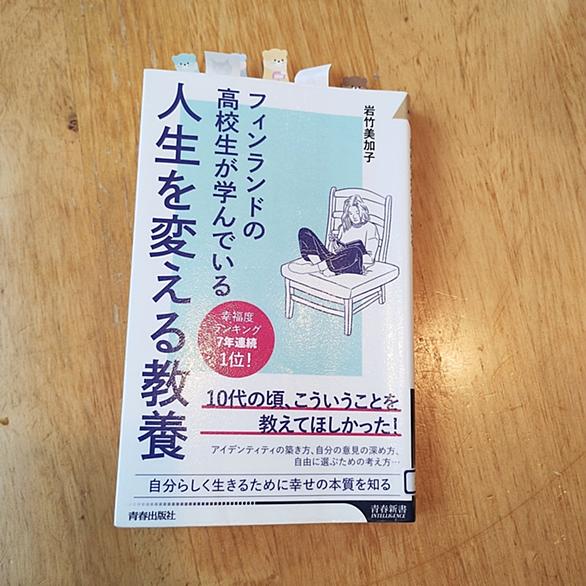 岩竹美加子
フィンランドの
高校生が学んでいる
人生を変える教養
幸福度
ランキング
7年連続
1位!
10代の頃、こういうことを
教えてほしかった!
アイデンティティの築き方、自分の意見の深め方、
自由に選ぶための考え方…
自分らしく生きるために幸せの本質を知る
青春出版社
青春新書
INTELLIGENCE